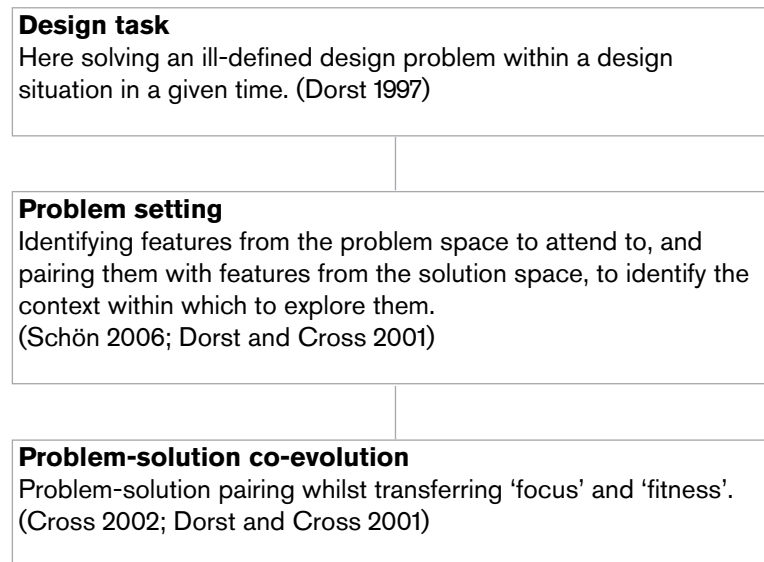 Design task
Here solving an ill-defined design problem within a design
situation in a given time. (Dorst 1997)
Problem setting
Identifying features from the problem space to attend to, and
pairing them with features from the solution space, to identify the
context within which to explore them.
(Schön 2006; Dorst and Cross 2001)
Problem-solution co-evolution
Problem-solution pairing whilst transferring ‘focus’ and ‘fitness’.
(Cross 2002; Dorst and Cross 2001)